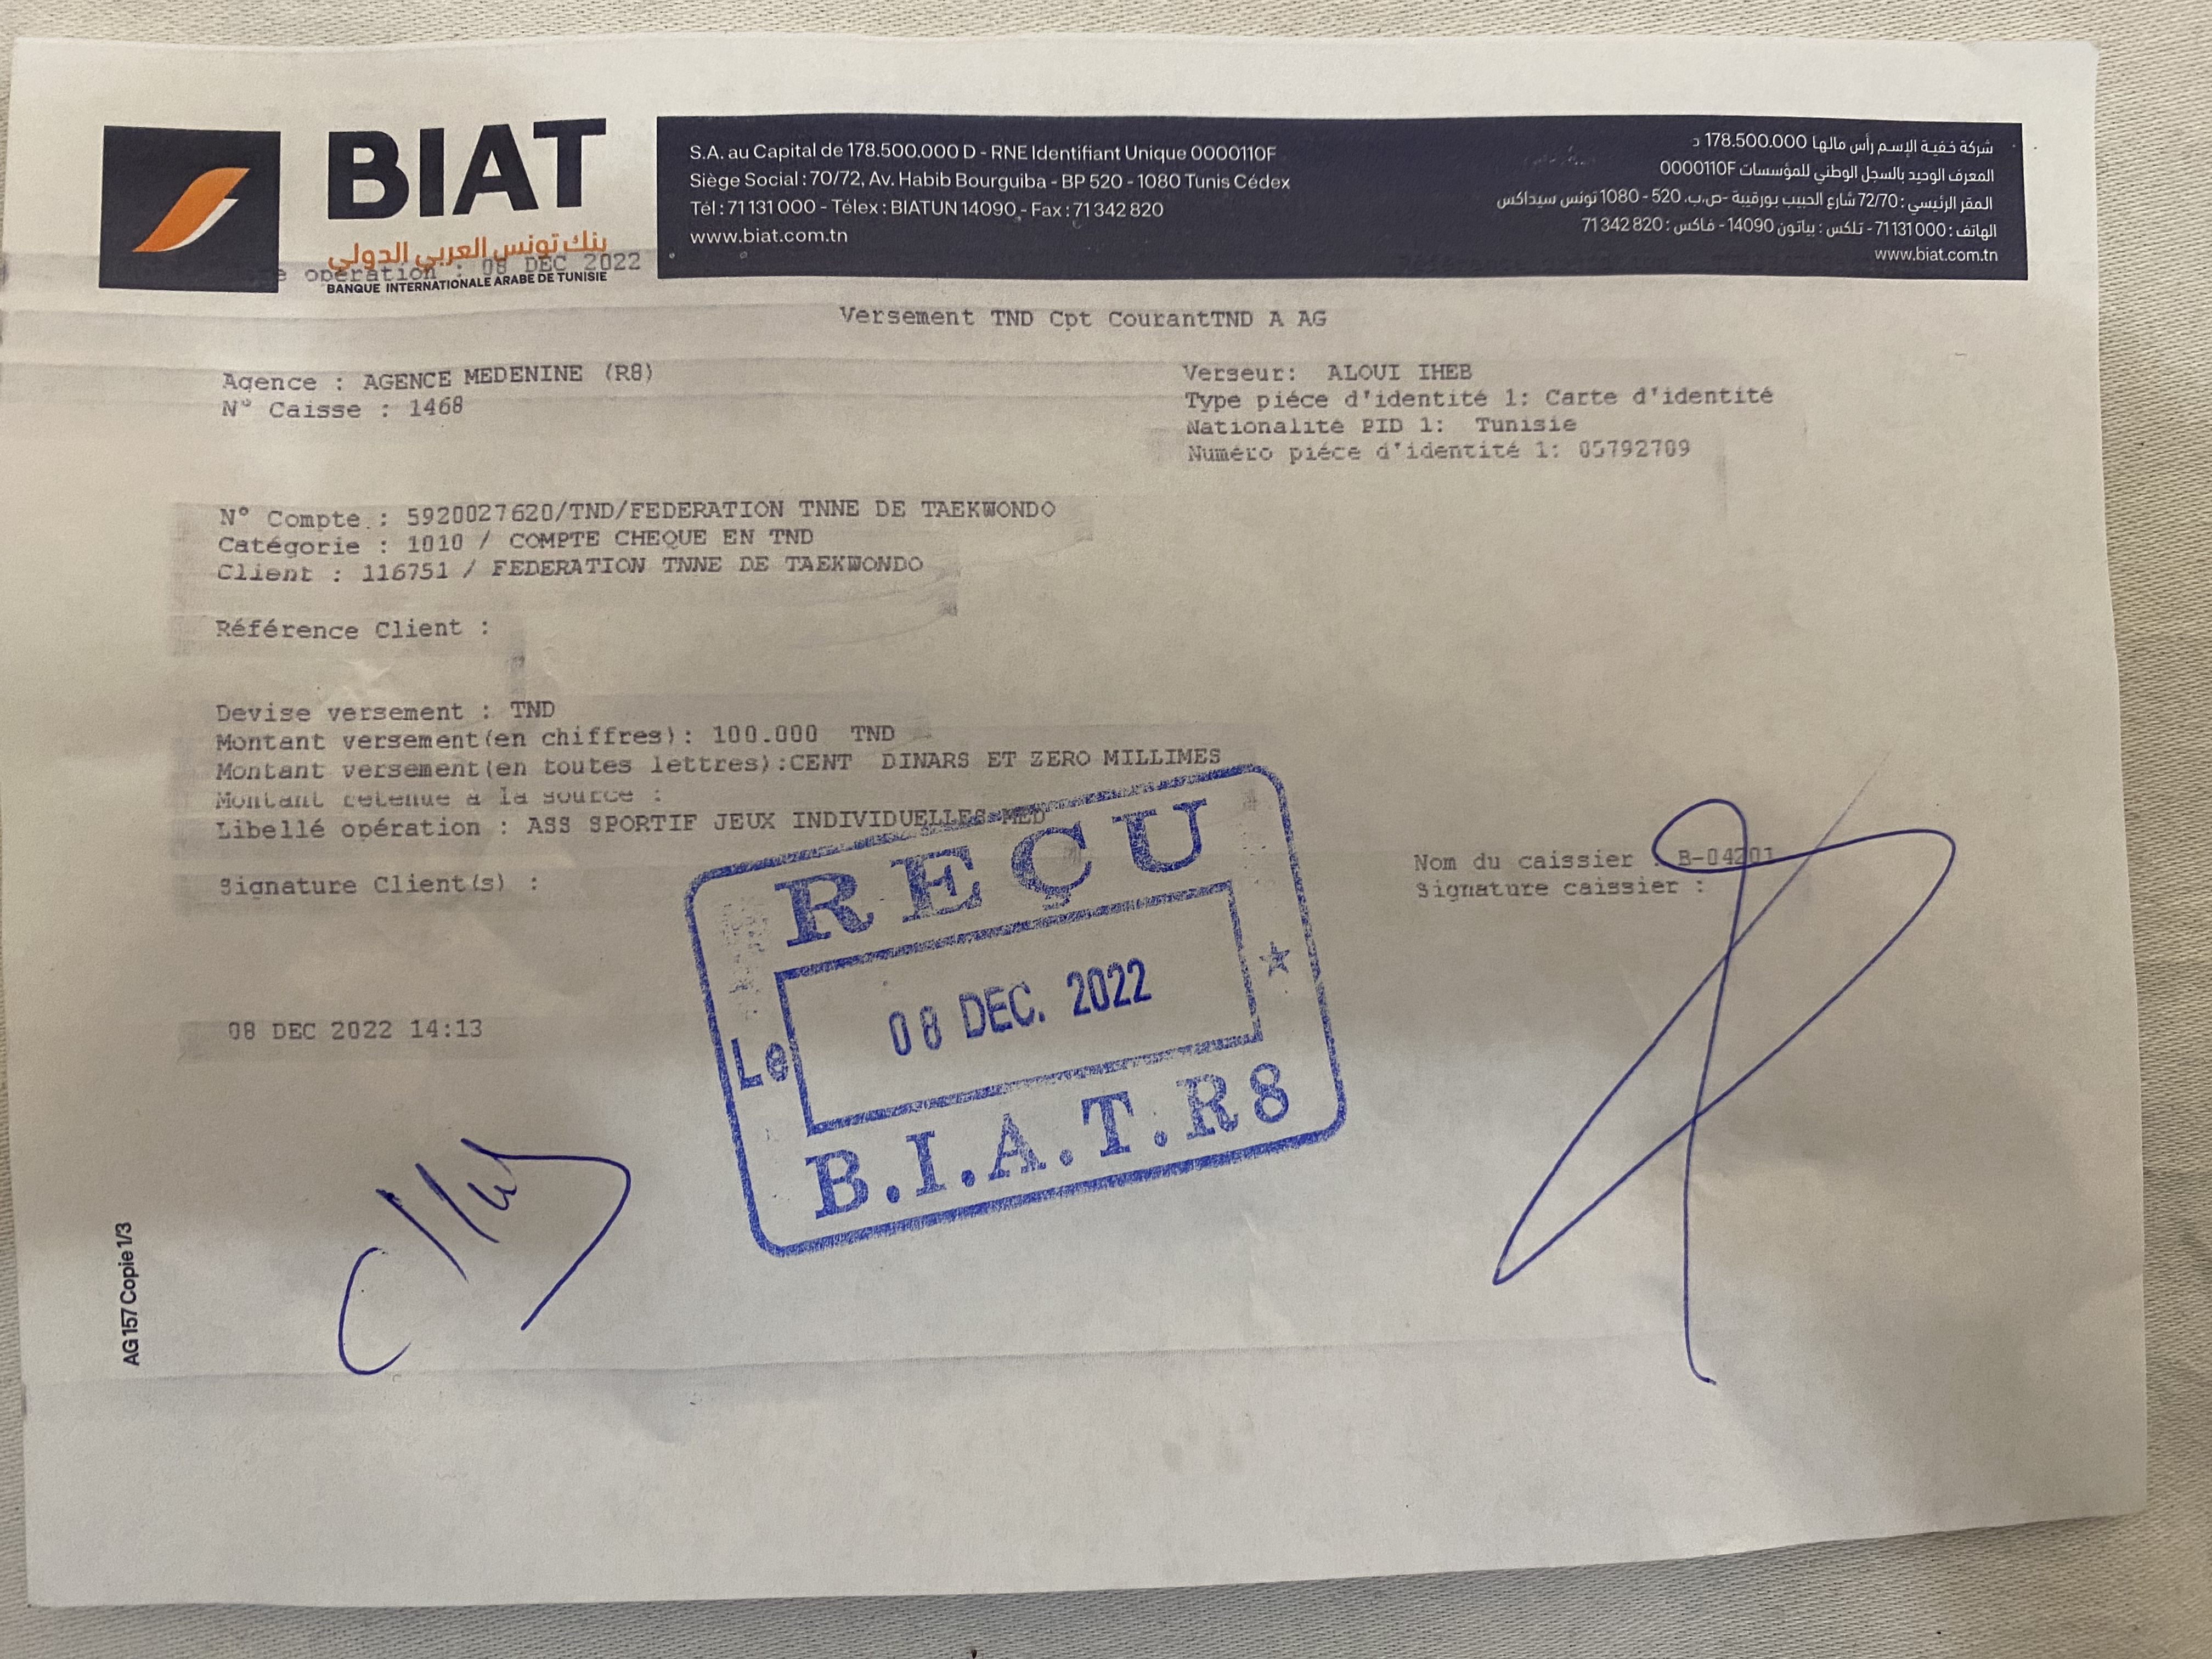 BIAT
بنك تونس العربي الدولي
BANQUE INTERNATIONALE ARABE DE TUNISIE
S.A. au Capital de 178.500.000 D - RNE Identifiant Unique 0000110F
Siège Social : 70/72, Av. Habib Bourguiba - BP 520 - 1080 Tunis Cédex
Tél : 71 131 000 - Télex : BIATUN 14090 - Fax : 71 342 820
www.biat.com.tn
شركة خفية الإسم رأس مالها 178.500.000 د
المعرف الوحيد بالسجل الوطني للمؤسسات 0000110F
المقر الرئيسي : 72/70 شارع الحبيب بورقيبة -ص.ب. 520 - 1080 تونس سيداكس
الهاتف : 71 131 000 - تلكس : بياتون 14090 - فاكس : 71 342 820
www.biat.com.tn
opération : 08 DEC 2022
Versement TND Cpt CourantTND A AG
Agence : AGENCE MEDENINE (R8)
N° Caisse : 1468
Verseur: ALOUI IHEB
Type piéce d'identité 1: Carte d'identité
Nationalité PID 1: Tunisie
Numéro piéce d'identité 1: 05792709
N° Compte : 5920027620/TND/FEDERATION TNNE DE TAEKWONDO
Catégorie : 1010 / COMPTE CHEQUE EN TND
Client : 116751 / FEDERATION TNNE DE TAEKWONDO
Référence Client :
Devise versement : TND
Montant versement(en chiffres): 100.000 TND
Montant versement(en toutes lettres):CENT DINARS ET ZERO MILLIMES
Montant retenue à la source :
Libellé opération : ASS SPORTIF JEUX INDIVIDUELLES MED
Signature Client(s) :
Nom du caissier : B-04201
Signature caissier :
REÇU
Le 08 DEC. 2022
B.I.A.T. R8
08 DEC 2022 14:13
AG 157 Copie 1/3